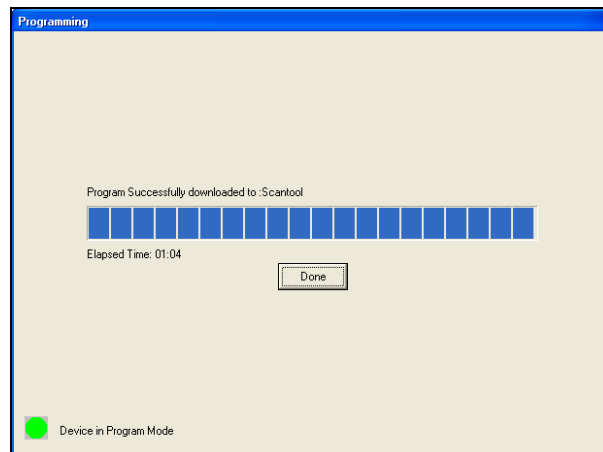 Programming
Program Successfully downloaded to :Scantool
Elapsed Time: 01:04
Done
Device in Program Mode